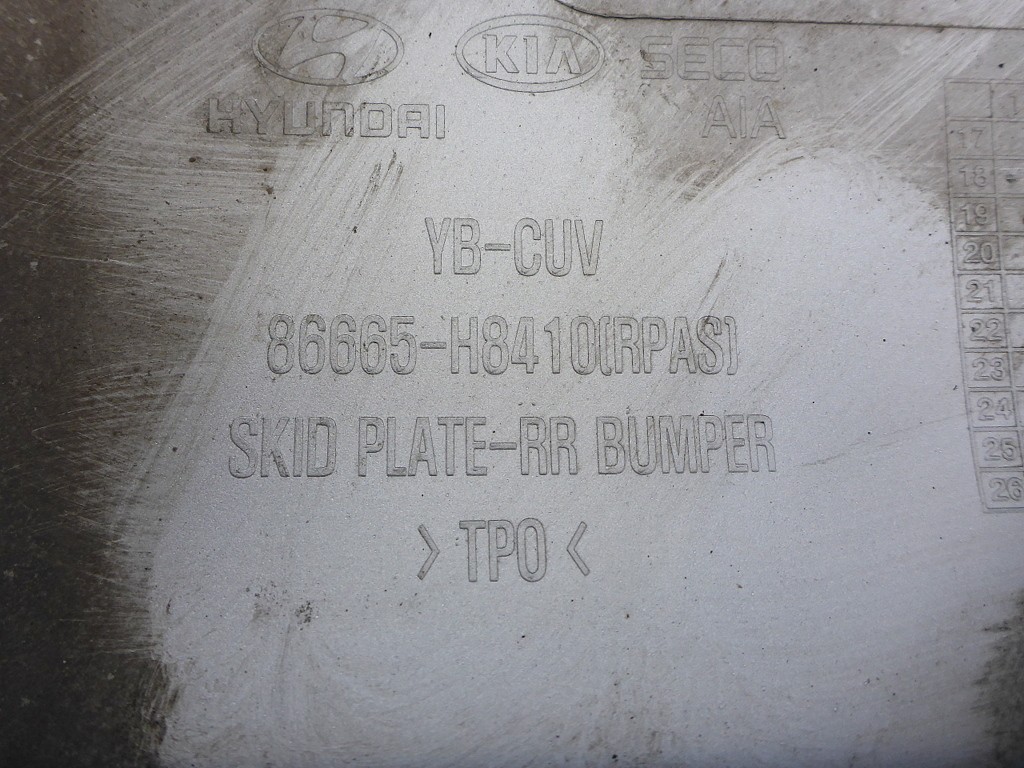 KIA SECO
HYUNDAI AIA
YB-CUV
86665-H8410(RPAS)
SKID PLATE-RR BUMPER
>TPO<
1
17
18
19
20
21
22
23
24
25
26